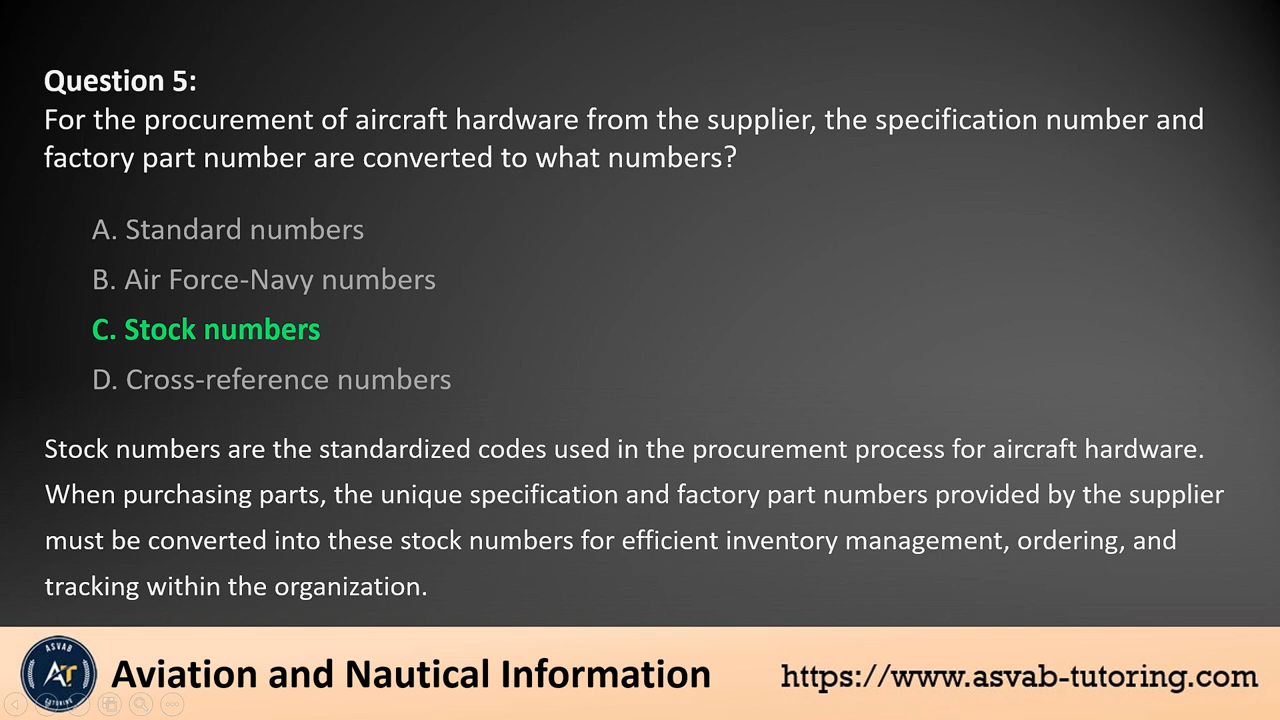 Question 5:
For the procurement of aircraft hardware from the supplier, the specification number and
factory part number are converted to what numbers?
A. Standard numbers
B. Air Force-Navy numbers
C. Stock numbers
D. Cross-reference numbers
Stock numbers are the standardized codes used in the procurement process for aircraft hardware.
When purchasing parts, the unique specification and factory part numbers provided by the supplier
must be converted into these stock numbers for efficient inventory management, ordering, and
tracking within the organization.
ASVAB
AT
TUTORING
Aviation and Nautical Information
https://www.asvab-tutoring.com